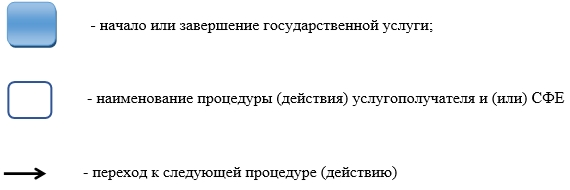 - начало или завершение государственной услуги;
- наименование процедуры (действия) услугополучателя и (или) СФЕ
- переход к следующей процедуре (действию)